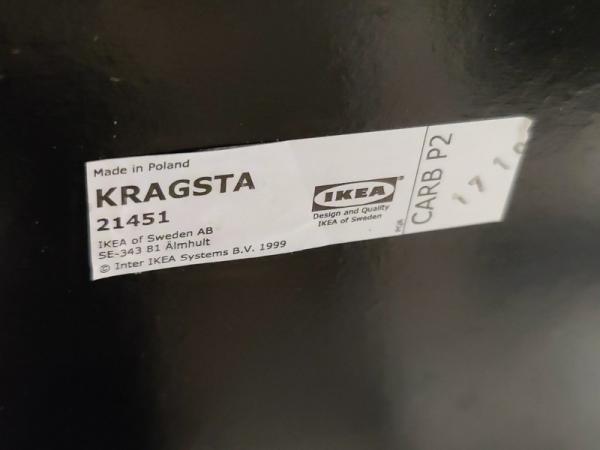 Made in Poland
KRAGSTA
21451
IKEA of Sweden AB
SE-343 81 Älmhult
© Inter IKEA Systems B.V. 1999
IKEA
Design and Quality
IKEA of Sweden
CARB P2